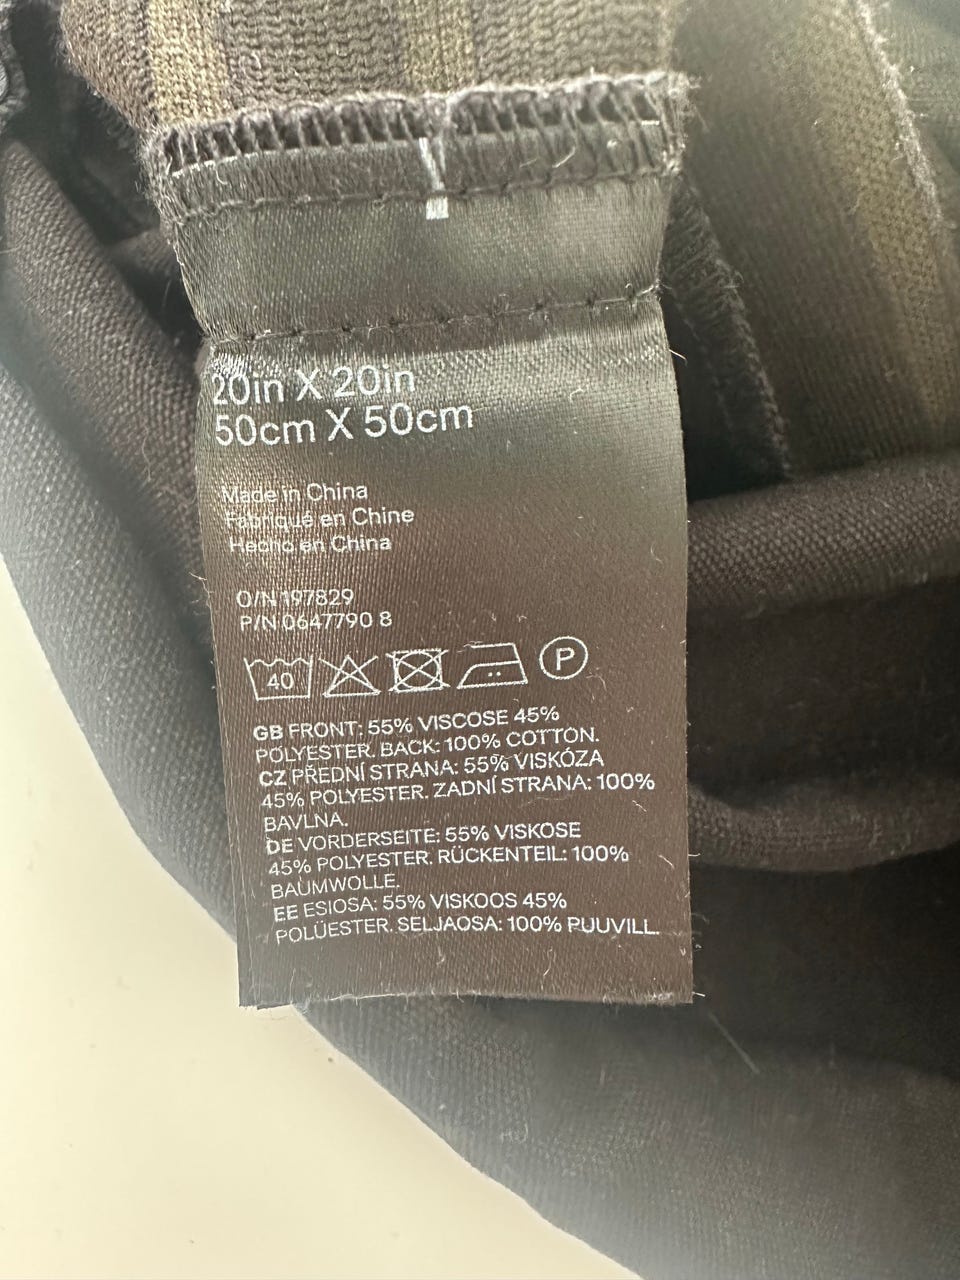 20in X 20in
50cm X 50cm
Made in China
Fabriqué en Chine
Hecho en China
O/N 197829
P/N 0647790 8
40
P
GB FRONT: 55% VISCOSE 45%
POLYESTER. BACK: 100% COTTON.
CZ PŘEDNÍ STRANA: 55% VISKÓZA
45% POLYESTER. ZADNÍ STRANA: 100%
BAVLNA.
DE VORDERSEITE: 55% VISKOSE
45% POLYESTER. RÜCKENTEIL: 100%
BAUMWOLLE.
EE ESIOSA: 55% VISKOOS 45%
POLÜESTER. SELJAOSA: 100% PUUVILL.